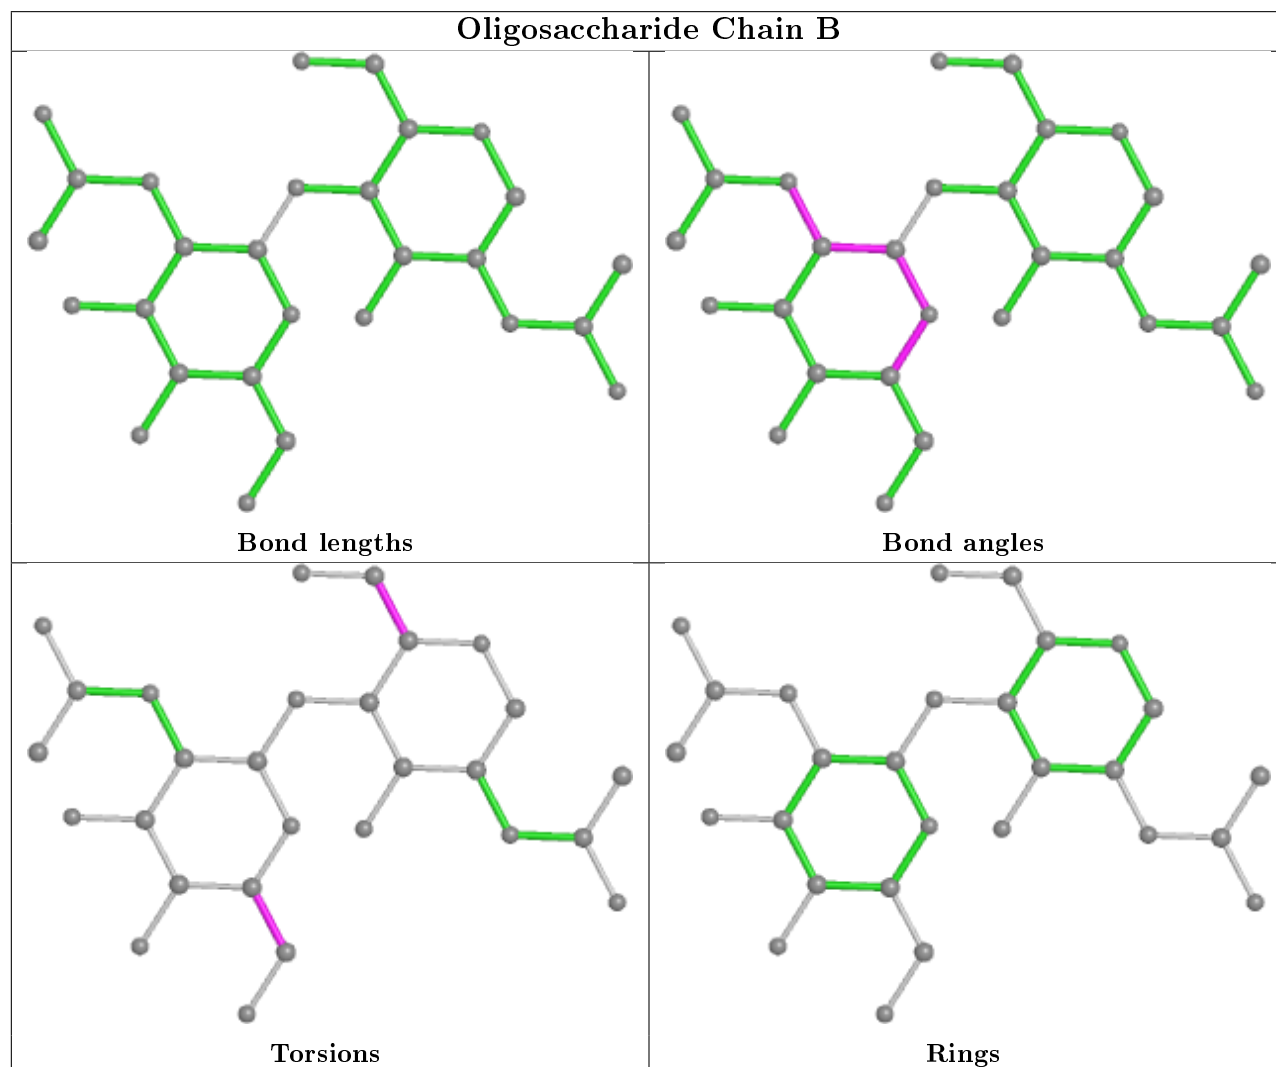 Oligosaccharide Chain B
Bond lengths
Bond angles
Torsions
Rings